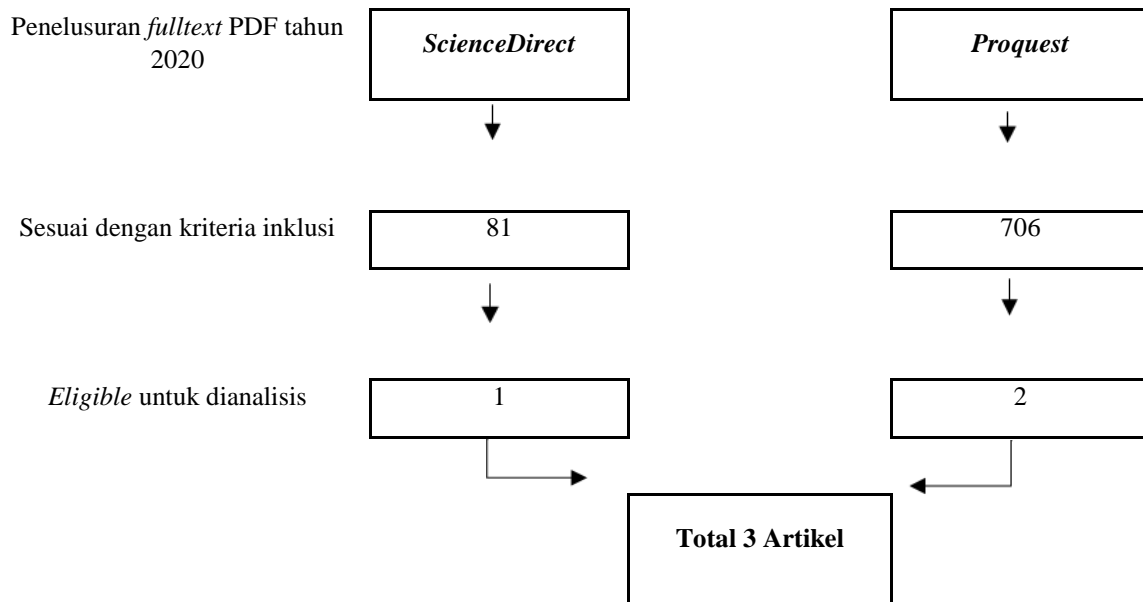 Penelusuran fulltext PDF tahun
2020
ScienceDirect
Proquest
Sesuai dengan kriteria inklusi
81
706
Eligible untuk dianalisis
1
2
Total 3 Artikel